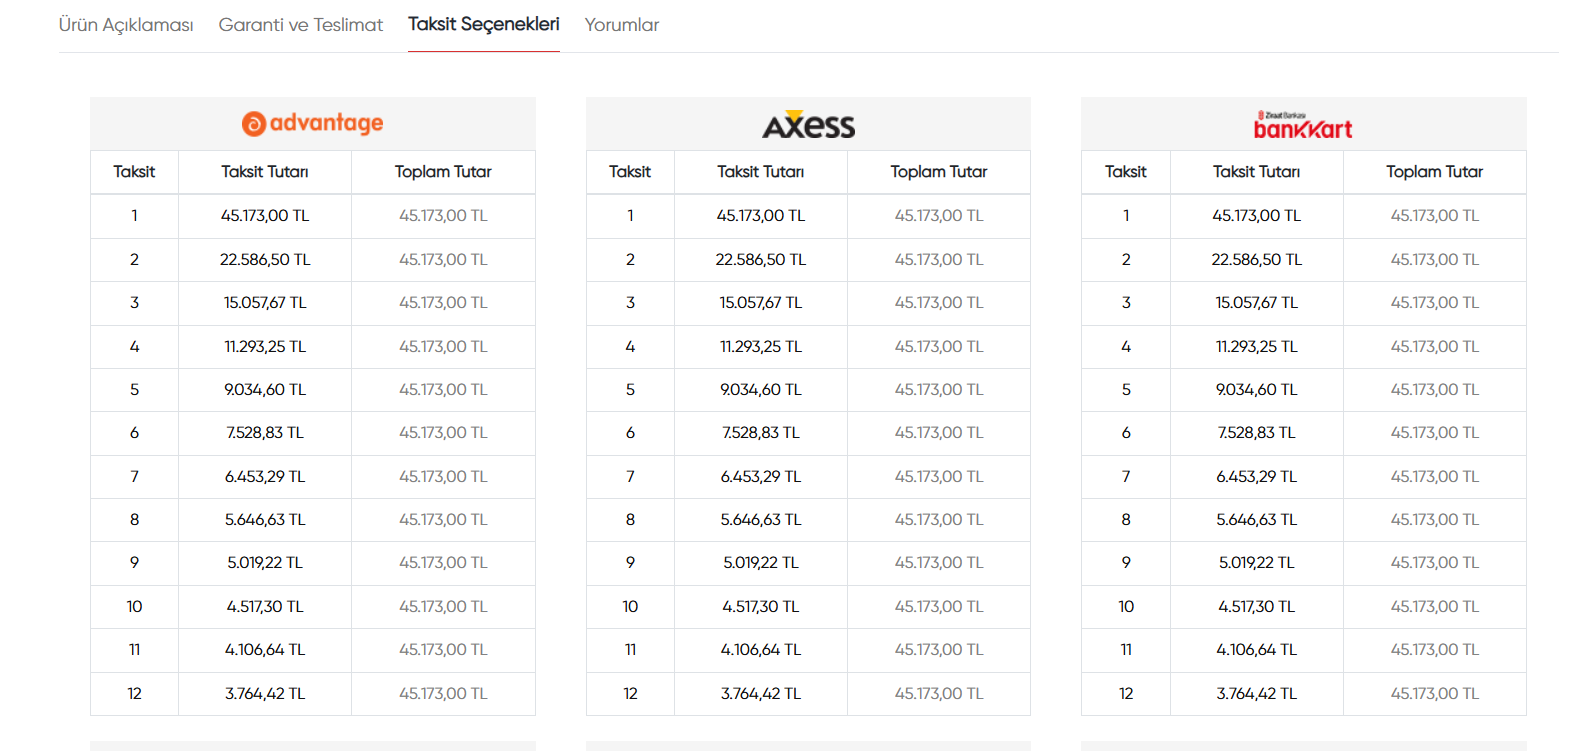 Ürün Açıklaması Garanti ve Teslimat Taksit Seçenekleri Yorumlar
advantage
Taksit Taksit Tutarı Toplam Tutar
1 45.173,00 TL 45.173,00 TL
2 22.586,50 TL 45.173,00 TL
3 15.057,67 TL 45.173,00 TL
4 11.293,25 TL 45.173,00 TL
5 9.034,60 TL 45.173,00 TL
6 7.528,83 TL 45.173,00 TL
7 6.453,29 TL 45.173,00 TL
8 5.646,63 TL 45.173,00 TL
9 5.019,22 TL 45.173,00 TL
10 4.517,30 TL 45.173,00 TL
11 4.106,64 TL 45.173,00 TL
12 3.764,42 TL 45.173,00 TL
AXESS
Taksit Taksit Tutarı Toplam Tutar
1 45.173,00 TL 45.173,00 TL
2 22.586,50 TL 45.173,00 TL
3 15.057,67 TL 45.173,00 TL
4 11.293,25 TL 45.173,00 TL
5 9.034,60 TL 45.173,00 TL
6 7.528,83 TL 45.173,00 TL
7 6.453,29 TL 45.173,00 TL
8 5.646,63 TL 45.173,00 TL
9 5.019,22 TL 45.173,00 TL
10 4.517,30 TL 45.173,00 TL
11 4.106,64 TL 45.173,00 TL
12 3.764,42 TL 45.173,00 TL
Ziraat Bankası
bankkart
Taksit Taksit Tutarı Toplam Tutar
1 45.173,00 TL 45.173,00 TL
2 22.586,50 TL 45.173,00 TL
3 15.057,67 TL 45.173,00 TL
4 11.293,25 TL 45.173,00 TL
5 9.034,60 TL 45.173,00 TL
6 7.528,83 TL 45.173,00 TL
7 6.453,29 TL 45.173,00 TL
8 5.646,63 TL 45.173,00 TL
9 5.019,22 TL 45.173,00 TL
10 4.517,30 TL 45.173,00 TL
11 4.106,64 TL 45.173,00 TL
12 3.764,42 TL 45.173,00 TL